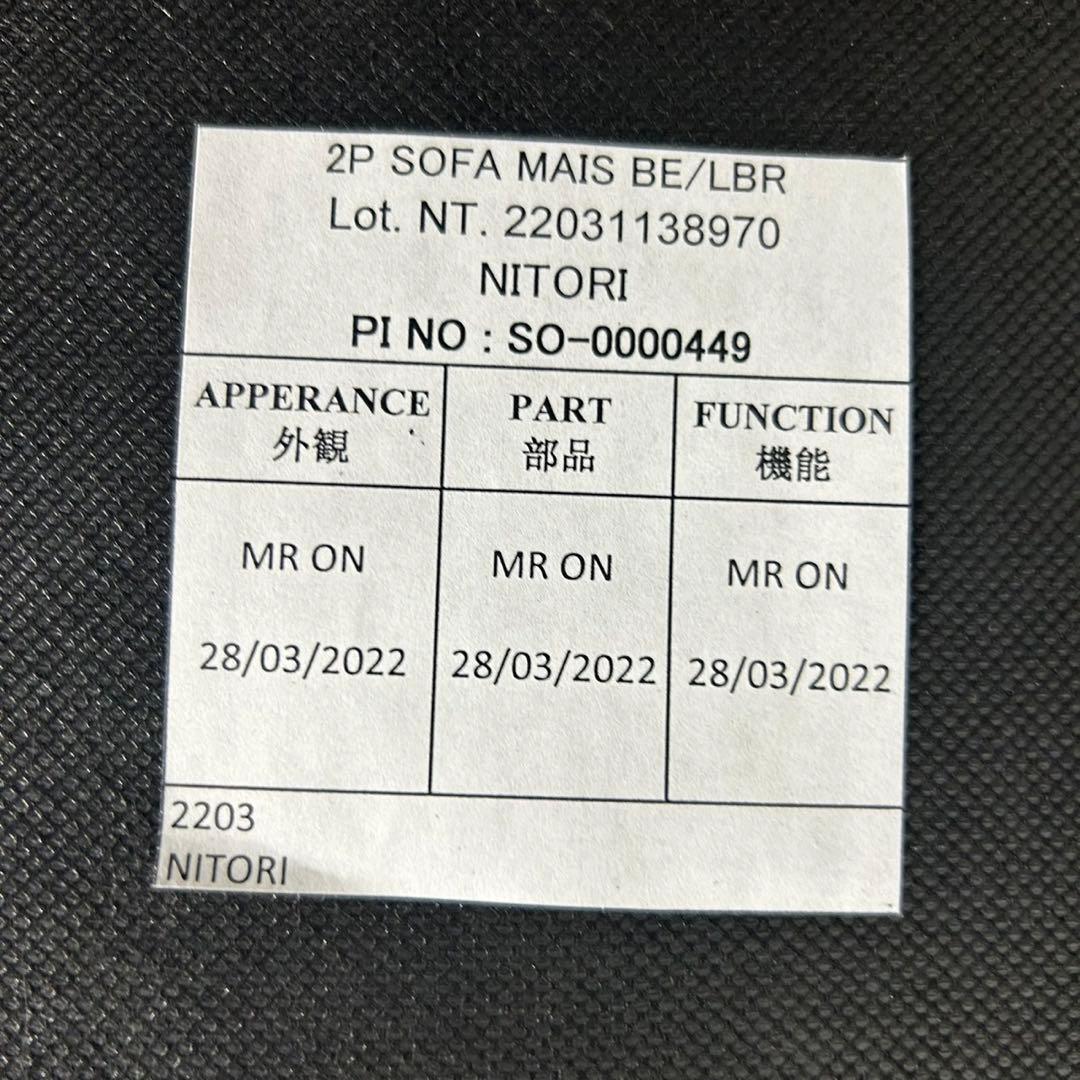 2P SOFA MAIS BE/LBR
Lot. NT. 22031138970
NITORI
PI NO : SO-0000449
APPERANCE PART FUNCTION
外観 部品 機能
MR ON MR ON MR ON
28/03/2022 28/03/2022 28/03/2022
2203
NITORI